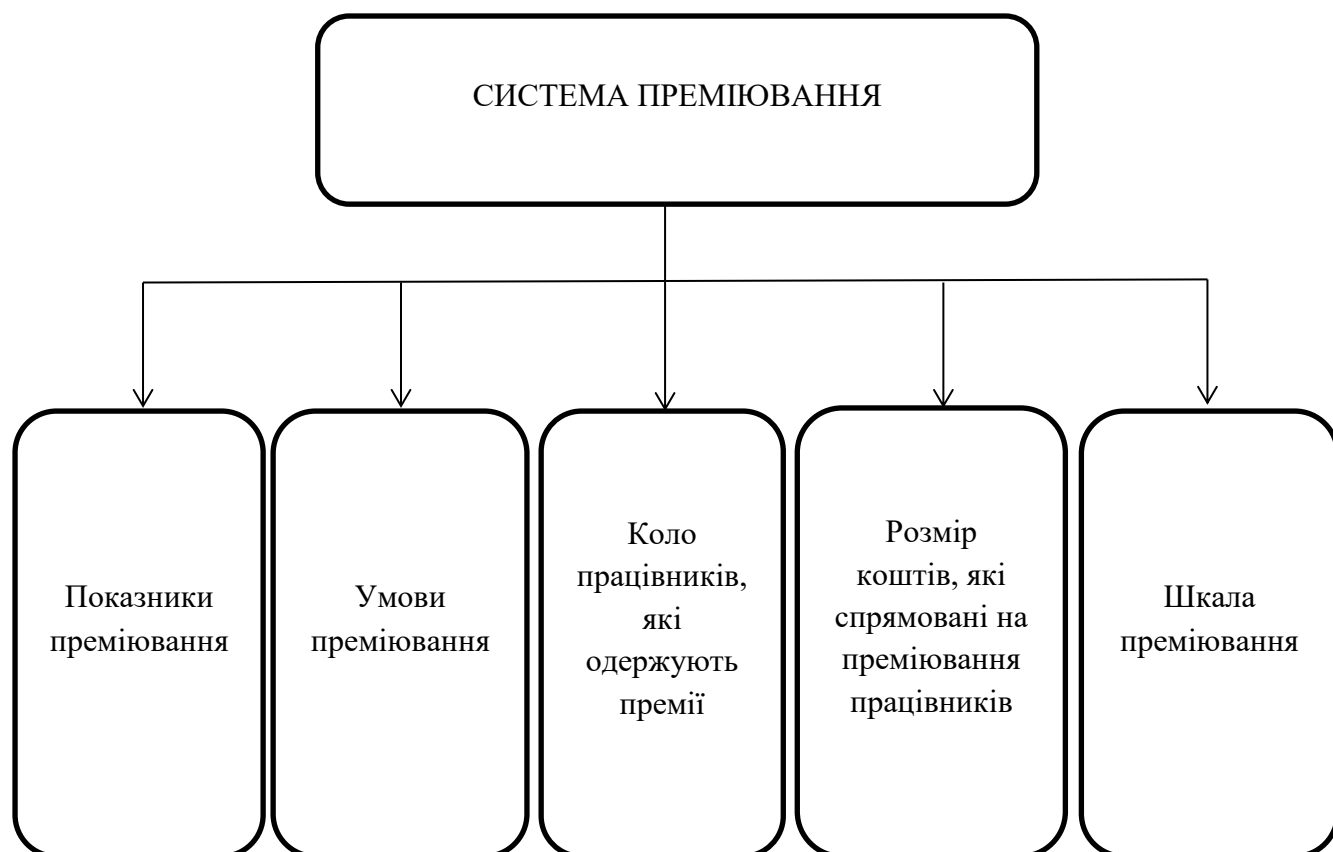 СИСТЕМА ПРЕМІЮВАННЯ
Показники
преміювання
Умови
преміювання
Коло
працівників,
які
одержують
премії
Розмір
коштів, які
спрямовані на
преміювання
працівників
Шкала
преміювання